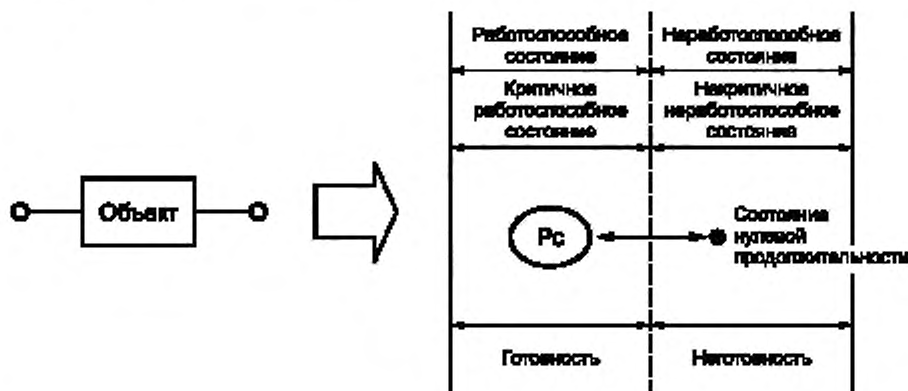 Работоспособное
состояние
Неработоспособное
состояние
Критичное
работоспособное
состояние
Некритичное
неработоспособное
состояние
Объект
Рс
Состояние
нулевой
продолжительности
Готовность
Неготовность